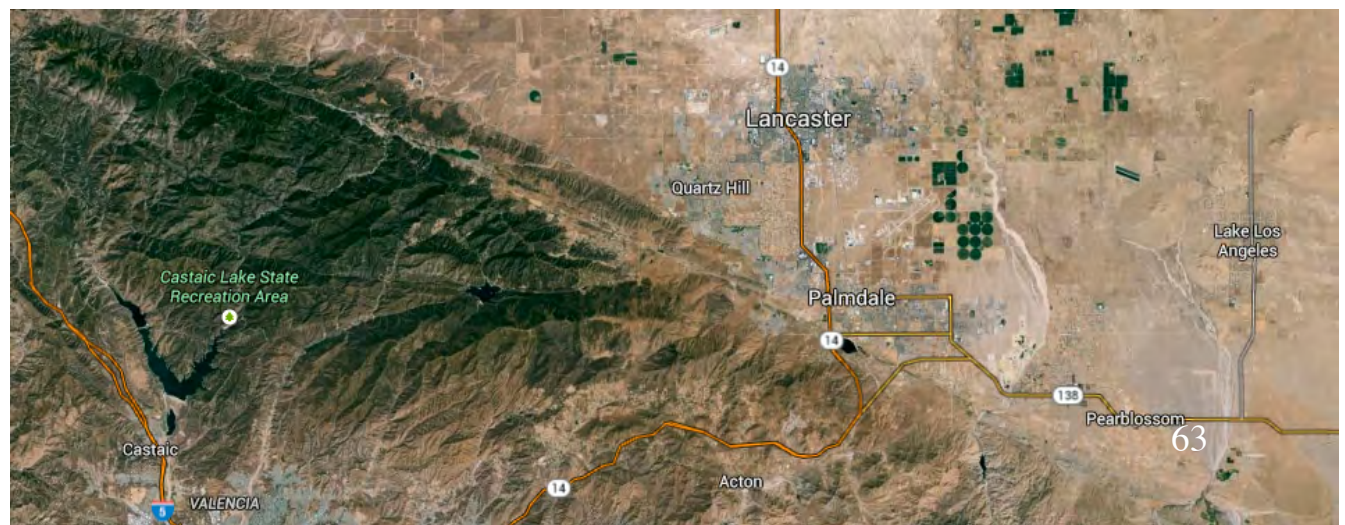 14
Lancaster
Quartz Hill
Lake Los
Angeles
Castaic Lake State
Recreation Area
Palmdale
14
138
Pearblossom
63
Castaic
Acton
14
VALENCIA
5